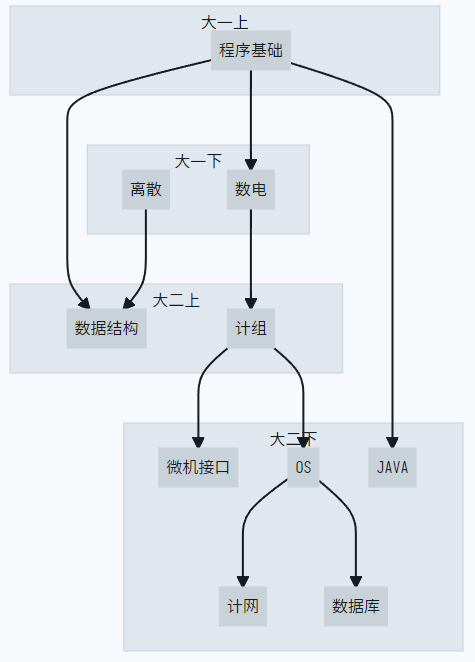 大一上
程序基础
大一下
离散
数电
大二上
数据结构
计组
大二下
微机接口
OS
JAVA
计网
数据库